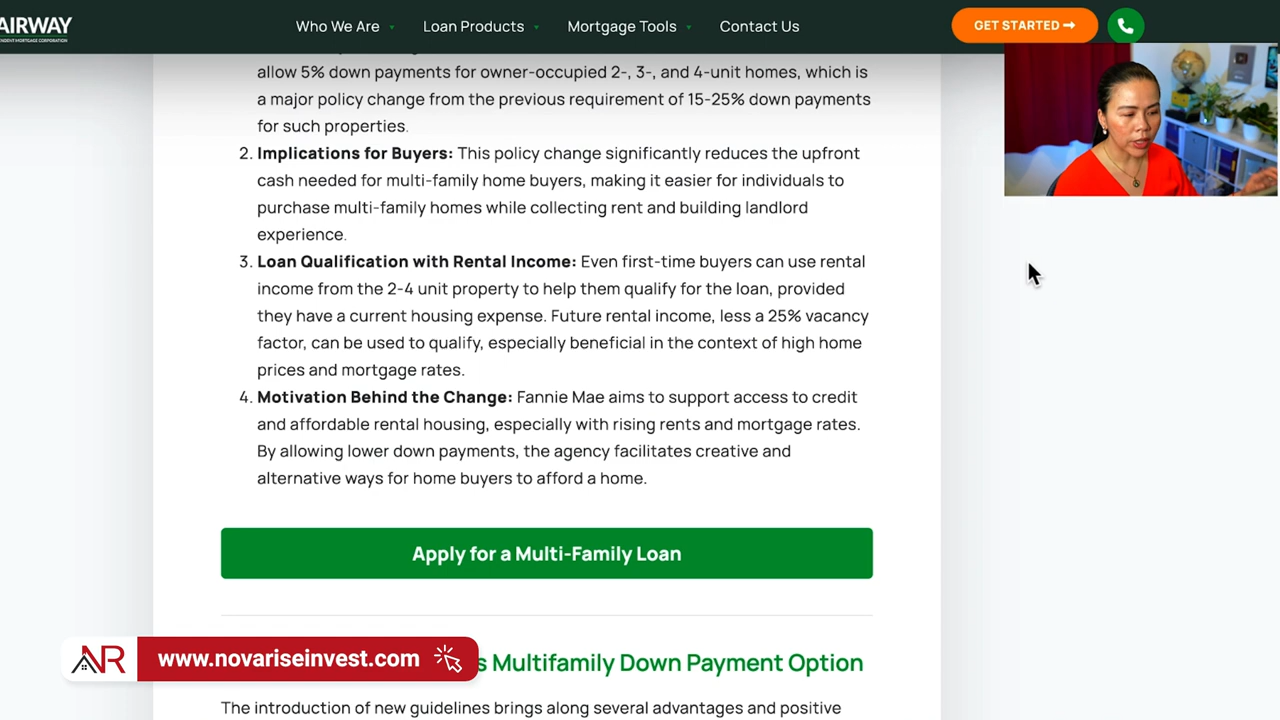 AIRWAY
Who We Are
Loan Products
Mortgage Tools
Contact Us
GET STARTED →
allow 5% down payments for owner-occupied 2-, 3-, and 4-unit homes, which is
a major policy change from the previous requirement of 15-25% down payments
for such properties.
2. Implications for Buyers: This policy change significantly reduces the upfront
cash needed for multi-family home buyers, making it easier for individuals to
purchase multi-family homes while collecting rent and building landlord
experience.
3. Loan Qualification with Rental Income: Even first-time buyers can use rental
income from the 2-4 unit property to help them qualify for the loan, provided
they have a current housing expense. Future rental income, less a 25% vacancy
factor, can be used to qualify, especially beneficial in the context of high home
prices and mortgage rates.
4. Motivation Behind the Change: Fannie Mae aims to support access to credit
and affordable rental housing, especially with rising rents and mortgage rates.
By allowing lower down payments, the agency facilitates creative and
alternative ways for home buyers to afford a home.
Apply for a Multi-Family Loan
NR www.novariseinvest.com
s Multifamily Down Payment Option
The introduction of new guidelines brings along several advantages and positive